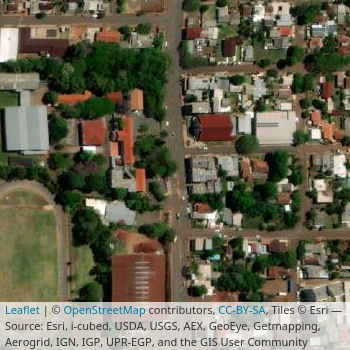 Leaflet | © OpenStreetMap contributors, CC-BY-SA, Tiles © Esri —
Source: Esri, i-cubed, USDA, USGS, AEX, GeoEye, Getmapping,
Aerogrid, IGN, IGP, UPR-EGP, and the GIS User Community